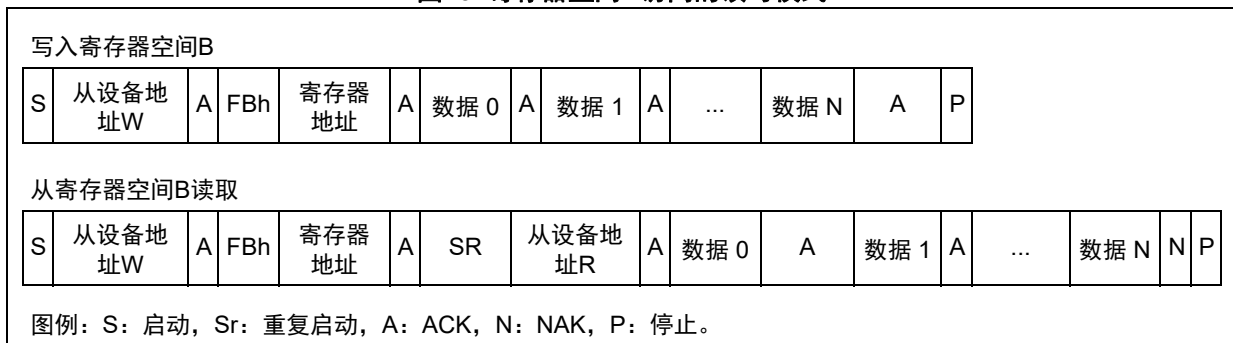 写入寄存器空间B
S 从设备地址W A FBh 寄存器地址 A 数据 0 A 数据 1 A ... 数据 N A P
从寄存器空间B读取
S 从设备地址W A FBh 寄存器地址 A SR 从设备地址R A 数据 0 A 数据 1 A ... 数据 N N P
图例：S：启动，Sr：重复启动，A：ACK，N：NAK，P：停止。